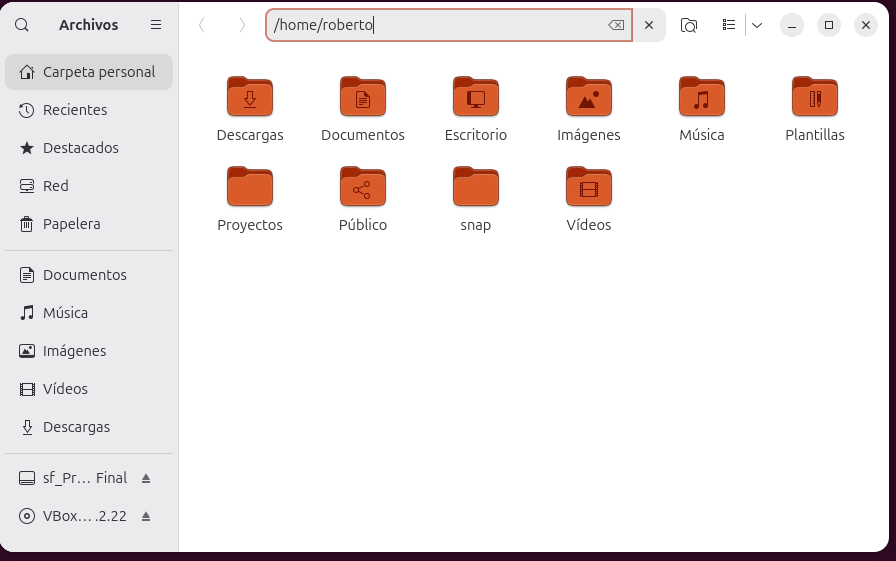 Archivos
/home/roberto
Carpeta personal
Recientes
Destacados
Red
Papelera
Documentos
Música
Imágenes
Vídeos
Descargas
sf_Pr... Final
VBox... .2.22
Descargas
Documentos
Escritorio
Imágenes
Música
Plantillas
Proyectos
Público
snap
Vídeos